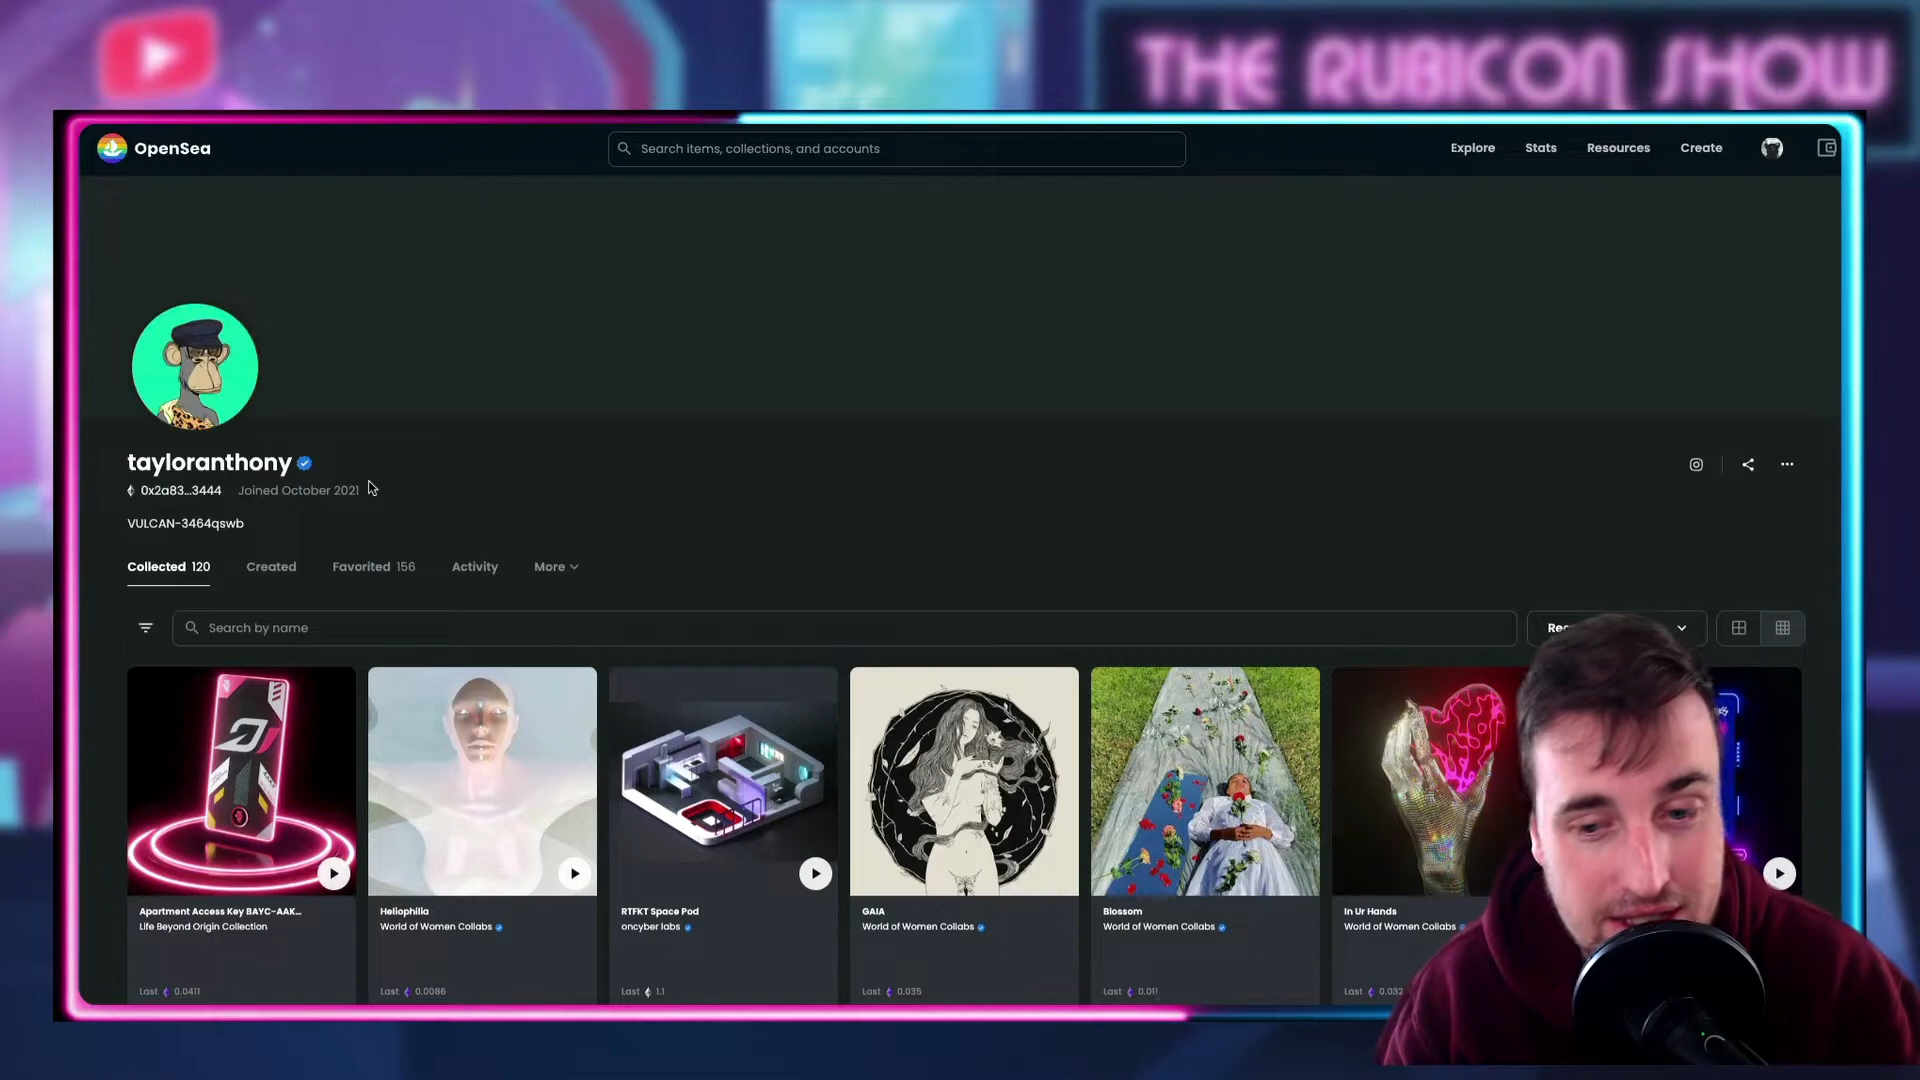 THE RUBICON SHOW
OpenSea
Search items, collections, and accounts
Explore
Stats
Resources
Create
tayloranthony
0x2a83...3444
Joined October 2021
VULCAN-3464qswb
Collected 120
Created
Favorited 156
Activity
More
Search by name
Apartment Access Key BAYC-AAK...
Life Beyond Origin Collection
Last 0.0411
Heliophilia
World of Women Collabs
Last 0.0086
RTFKT Space Pod
oncyber labs
Last 1.1
GAIA
World of Women Collabs
Last 0.035
Blossom
World of Women Collabs
Last 0.011
In Ur Hands
World of Women Collabs
Last 0.032